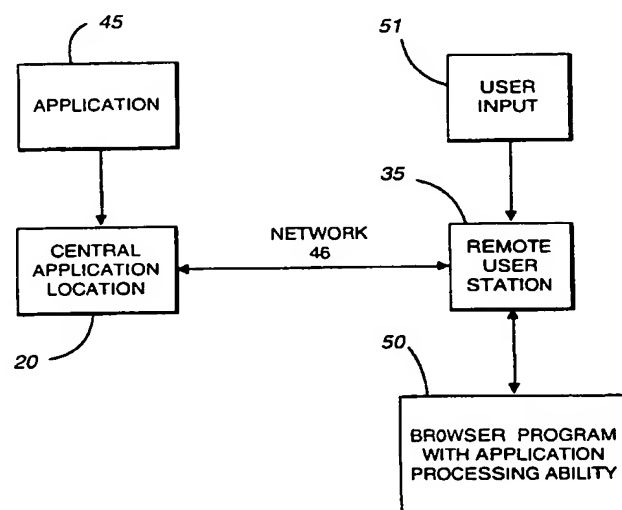 45
APPLICATION
51
USER
INPUT
CENTRAL
APPLICATION
LOCATION
20
NETWORK
46
35
REMOTE
USER
STATION
50
BROWSER PROGRAM
WITH APPLICATION
PROCESSING ABILITY